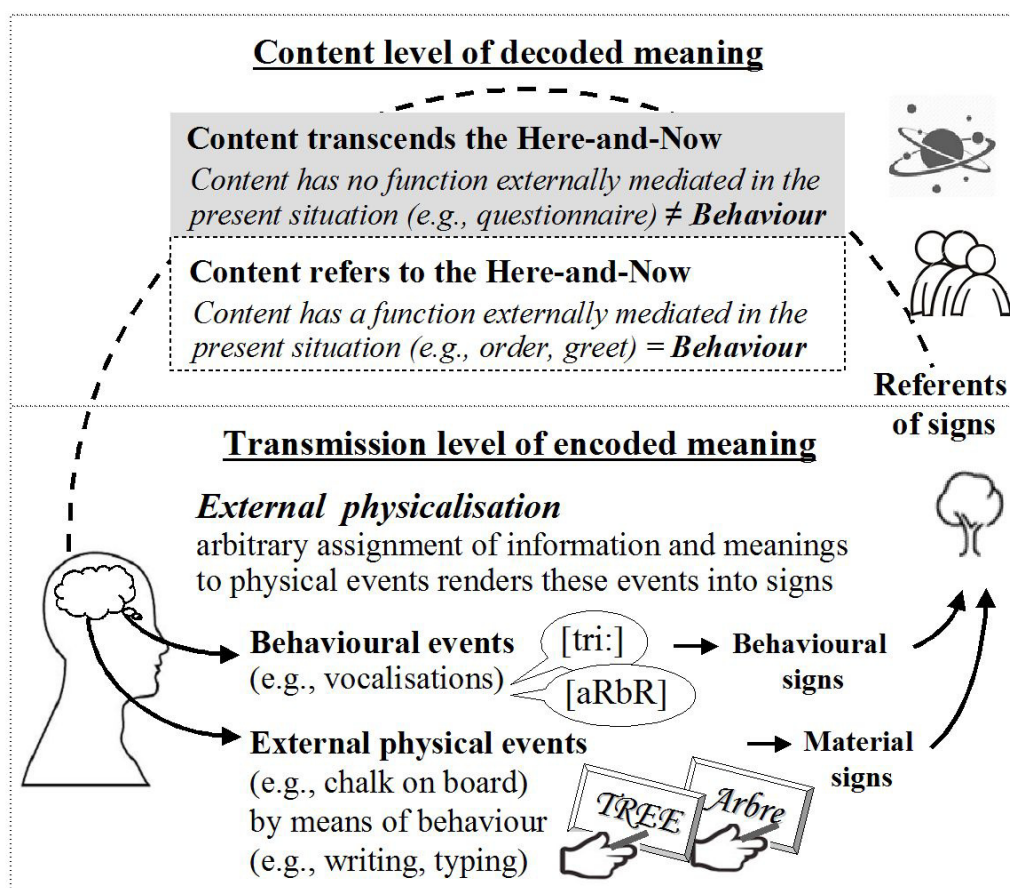 Content level of decoded meaning
Content transcends the Here-and-Now
Content has no function externally mediated in the
present situation (e.g., questionnaire) ≠ Behaviour
Content refers to the Here-and-Now
Content has a function externally mediated in the
present situation (e.g., order, greet) = Behaviour
Referents
of signs
Transmission level of encoded meaning
External physicalisation
arbitrary assignment of information and meanings
to physical events renders these events into signs
Behavioural events
(e.g., vocalisations)
[tri:]
[aRbR]
Behavioural
signs
External physical events
(e.g., chalk on board)
by means of behaviour
(e.g., writing, typing)
TREE
Arbre
Material
signs